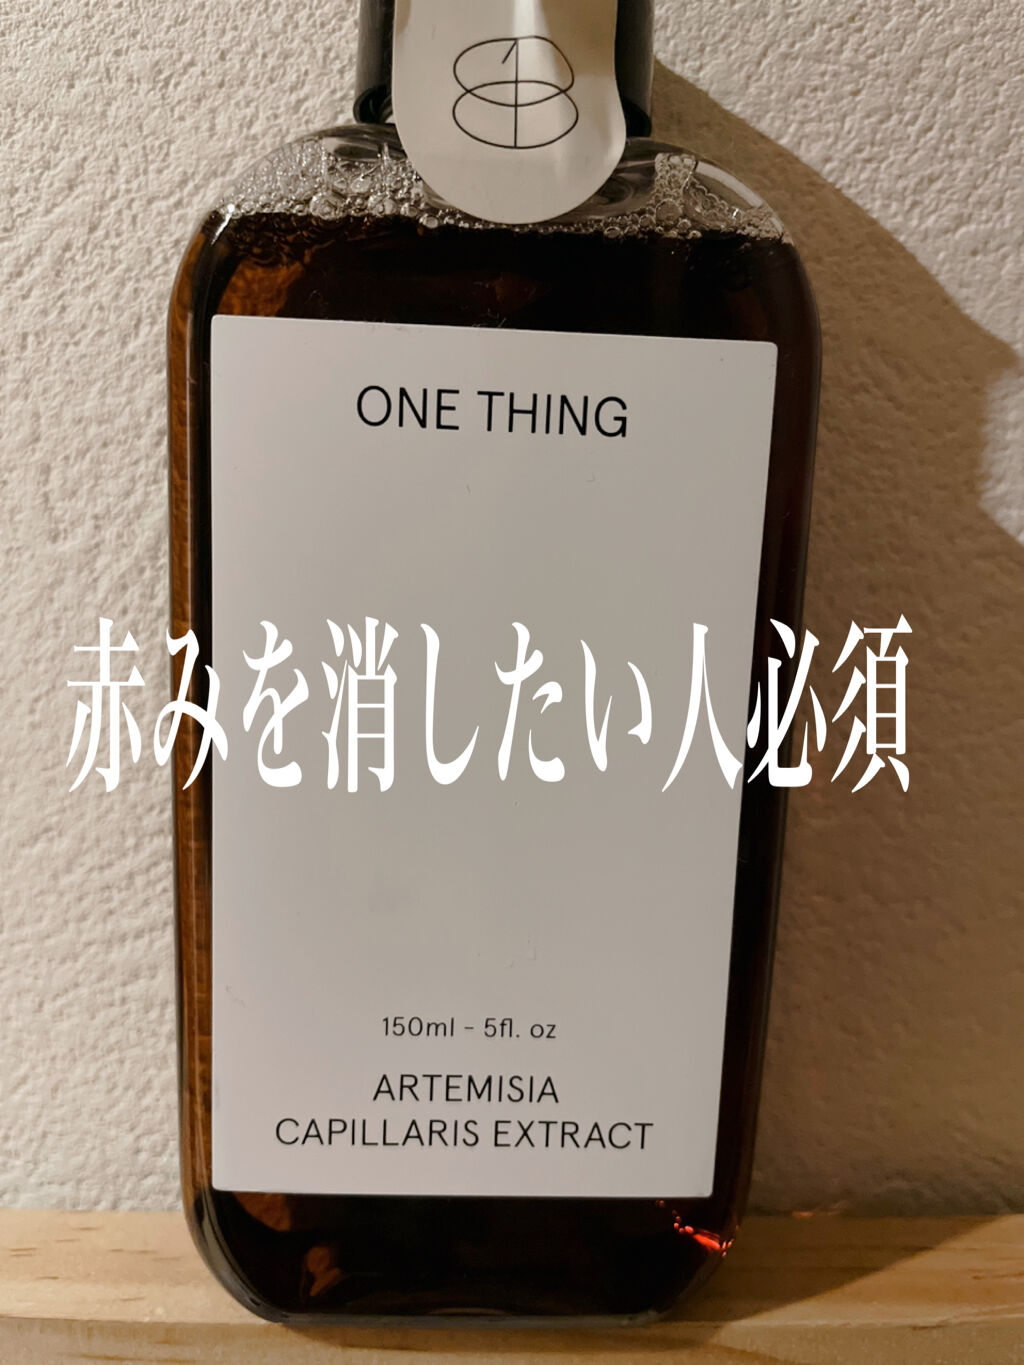 ONE THING
赤みを消したい人必須
150ml - 5fl. oz
ARTEMISIA
CAPILLARIS EXTRACT